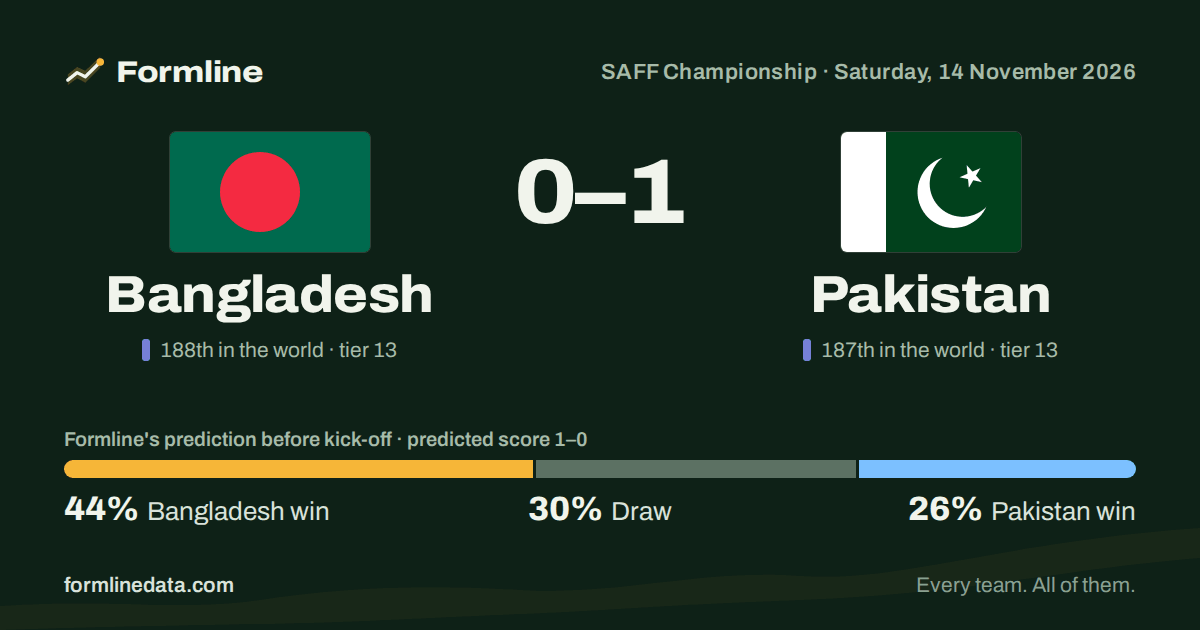 Formline
SAFF Championship · Saturday, 14 November 2026
0–1
Bangladesh
Pakistan
188th in the world · tier 13
187th in the world · tier 13
Formline's prediction before kick-off · predicted score 1–0
44% Bangladesh win
30% Draw
26% Pakistan win
formlinedata.com
Every team. All of them.